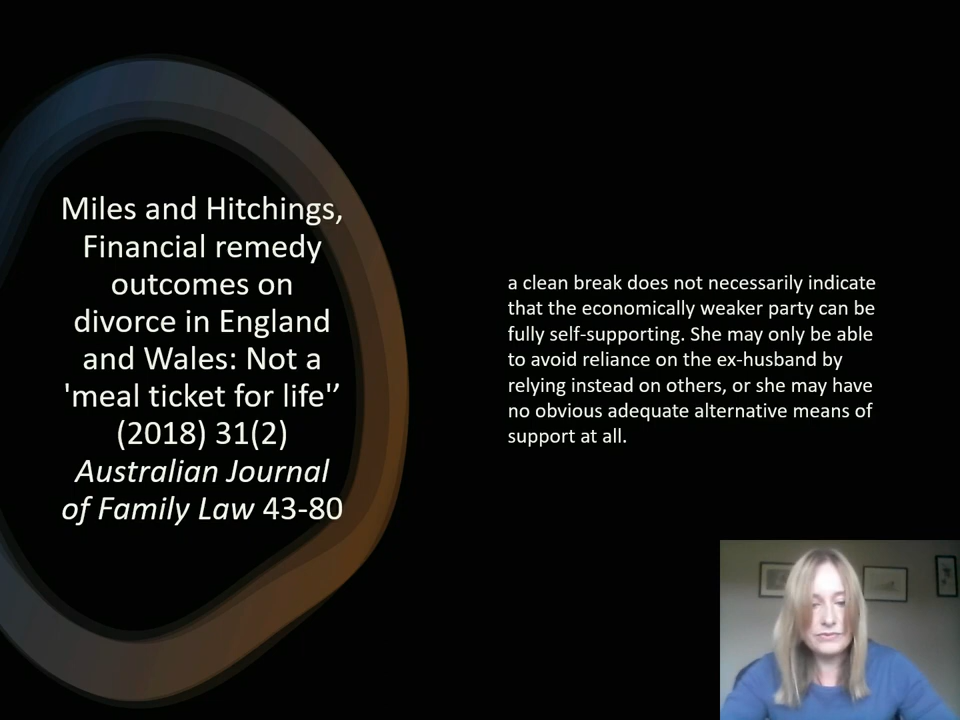 Miles and Hitchings,
Financial remedy
outcomes on
divorce in England
and Wales: Not a
'meal ticket for life'’
(2018) 31(2)
Australian Journal
of Family Law 43-80
a clean break does not necessarily indicate
that the economically weaker party can be
fully self-supporting. She may only be able
to avoid reliance on the ex-husband by
relying instead on others, or she may have
no obvious adequate alternative means of
support at all.